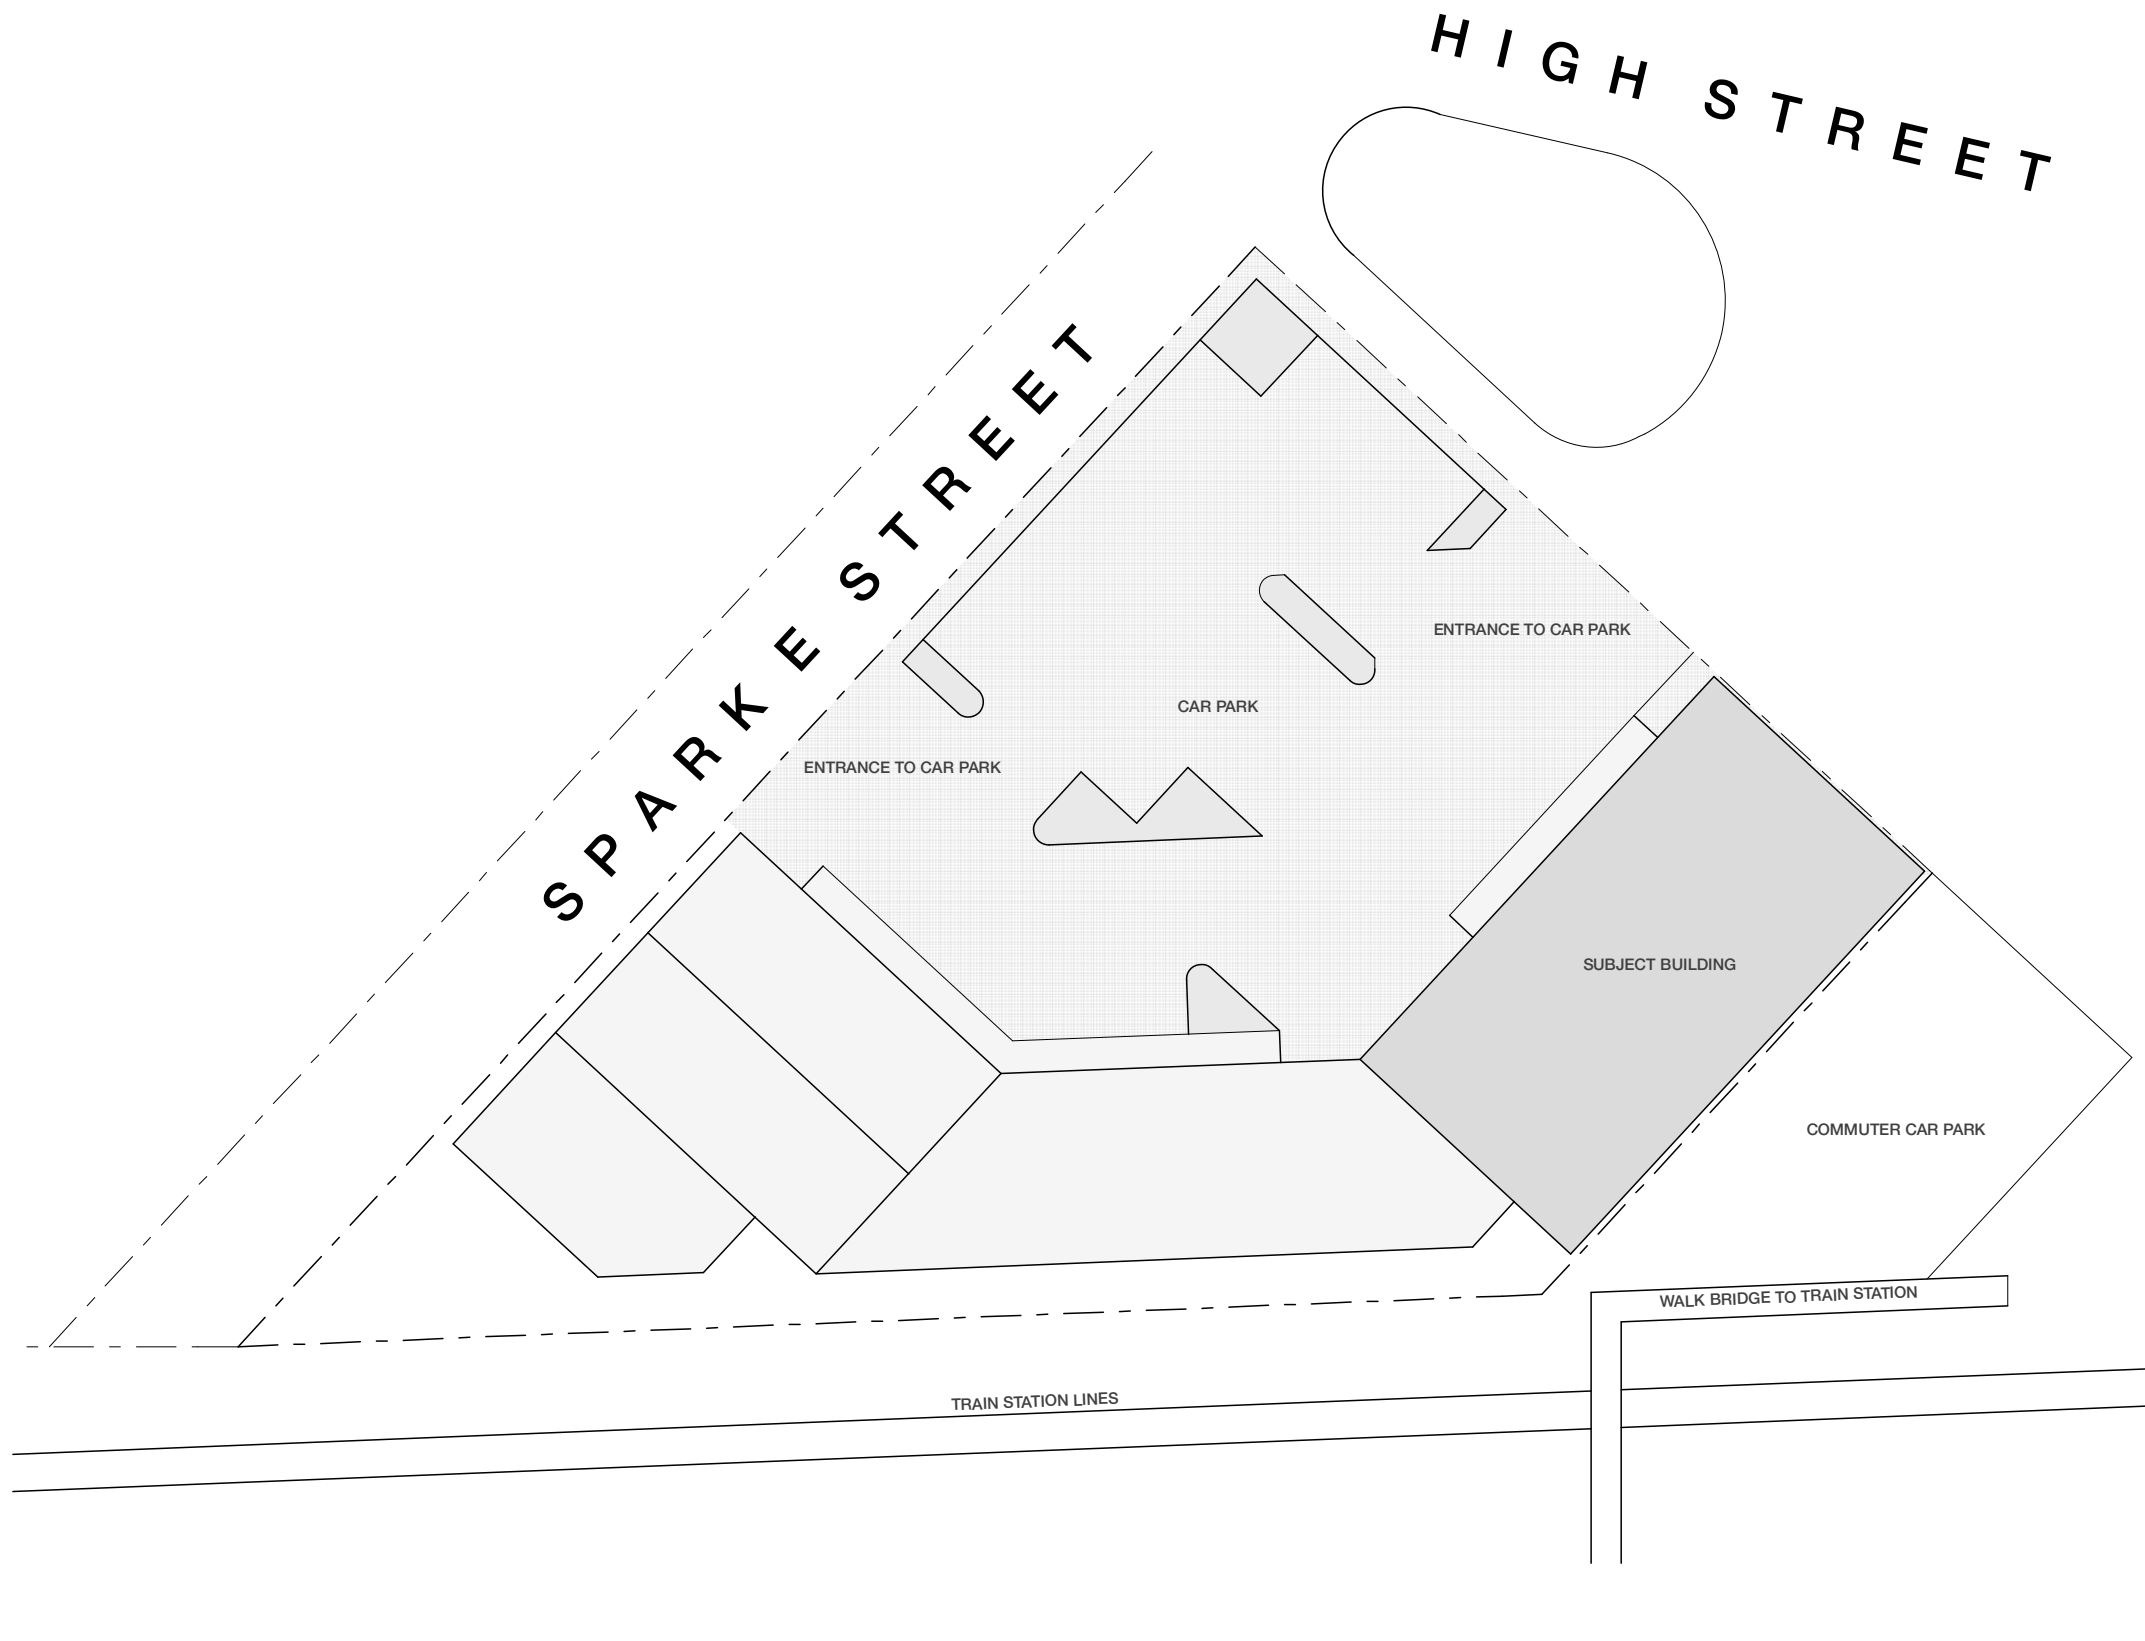 HIGH STREET
SPARKE STREET
ENTRANCE TO CAR PARK
CAR PARK
ENTRANCE TO CAR PARK
SUBJECT BUILDING
COMMUTER CAR PARK
WALK BRIDGE TO TRAIN STATION
TRAIN STATION LINES